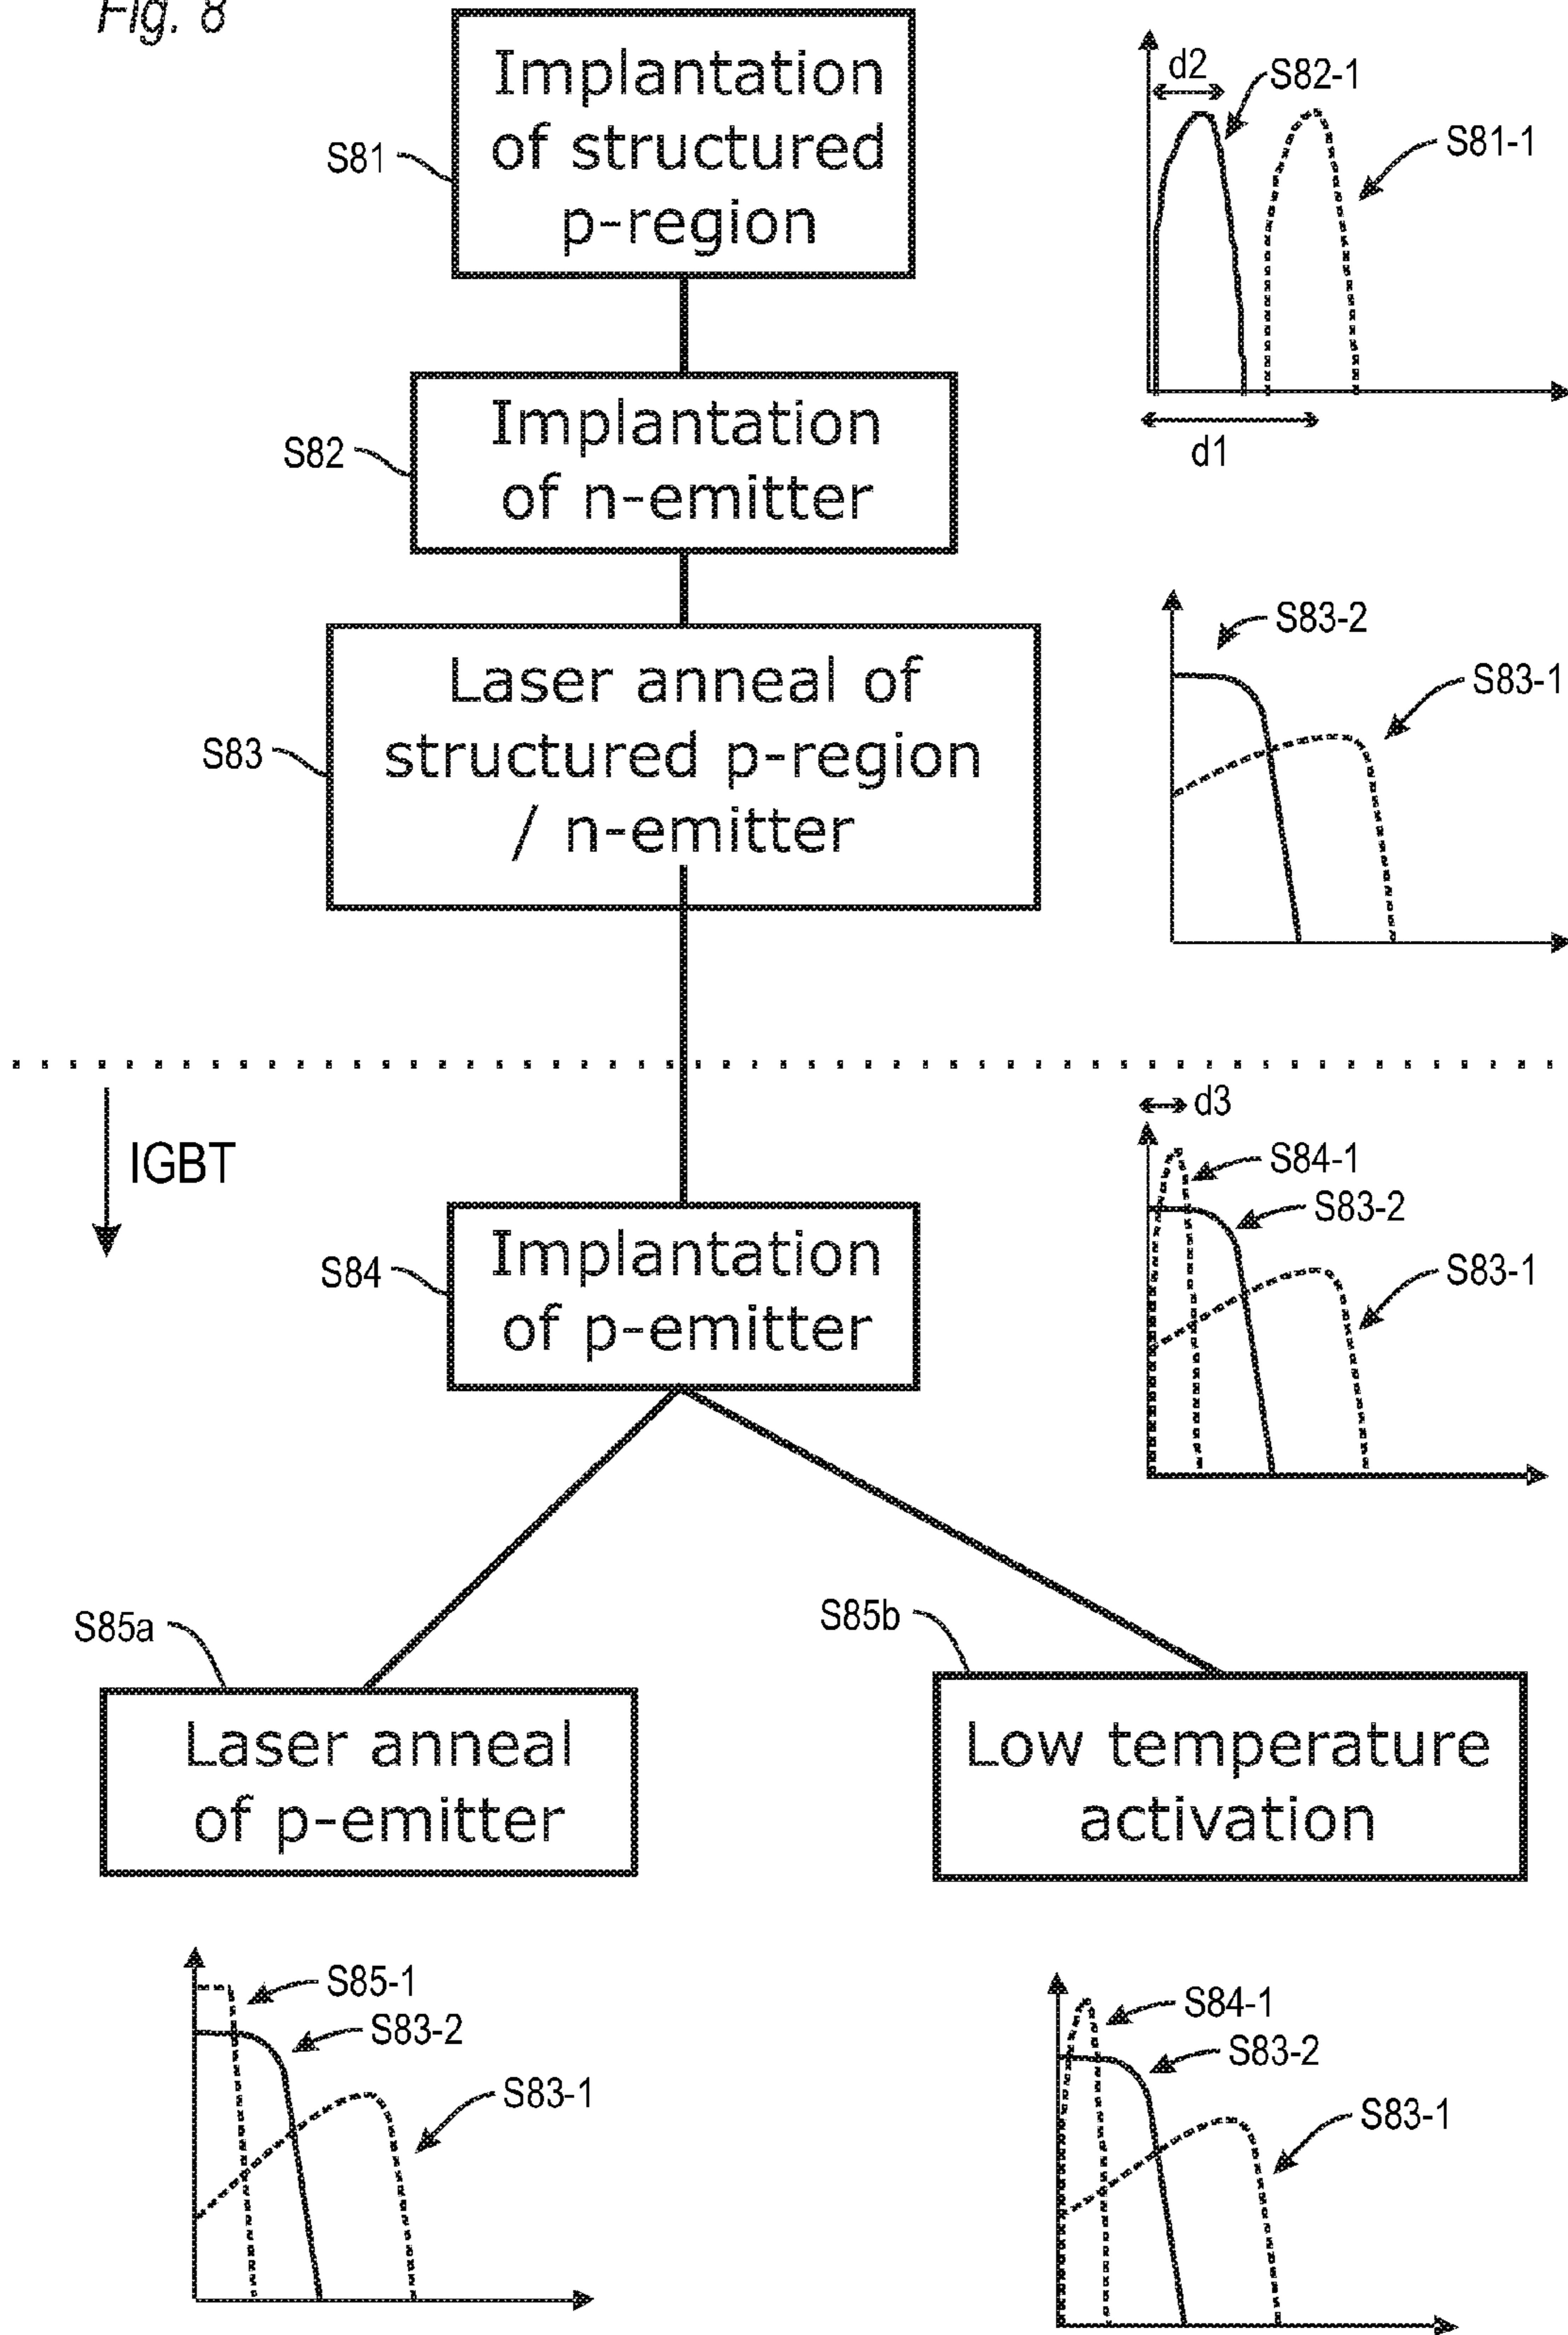 Fig. 8
Implantation
of structured
p-region
S81
d2
S82-1
S81-1
d1
Implantation
of n-emitter
S82
Laser anneal of
structured p-region
/ n-emitter
S83
S83-2
S83-1
IGBT
d3
S84-1
S83-2
S83-1
Implantation
of p-emitter
S84
S85a
Laser anneal
of p-emitter
S85b
Low temperature
activation
S85-1
S83-2
S83-1
S84-1
S83-2
S83-1